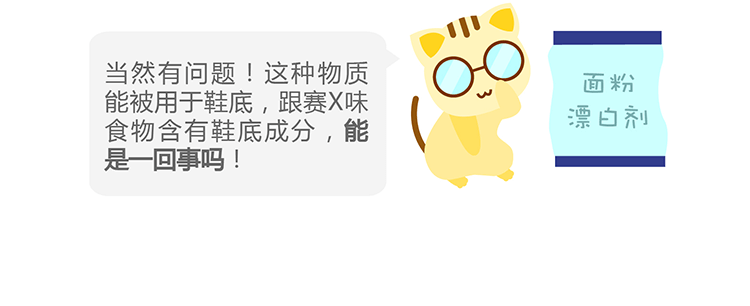 当然有问题！这种物质
能被用于鞋底，跟赛X味
食物含有鞋底成分，能
是一回事吗！
面粉
漂白剂